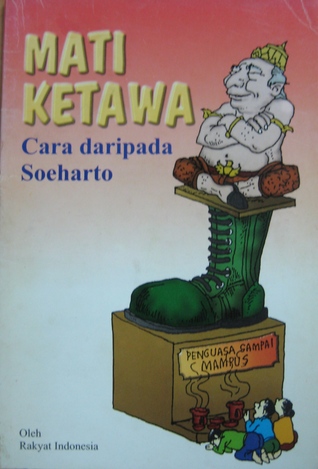 MATI
KETAWA
Cara daripada
Soeharto
PENGUASA SAMPAI
MAMPUS
Oleh
Rakyat Indonesia